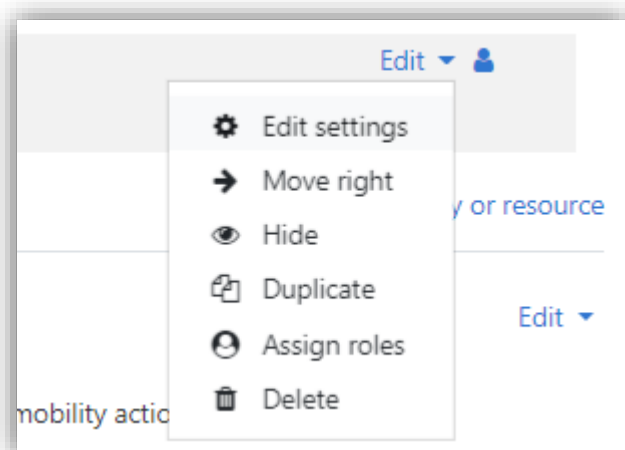 Edit
Edit settings
Move right
y or resource
Hide
Duplicate
Edit
Assign roles
Delete
mobility actio